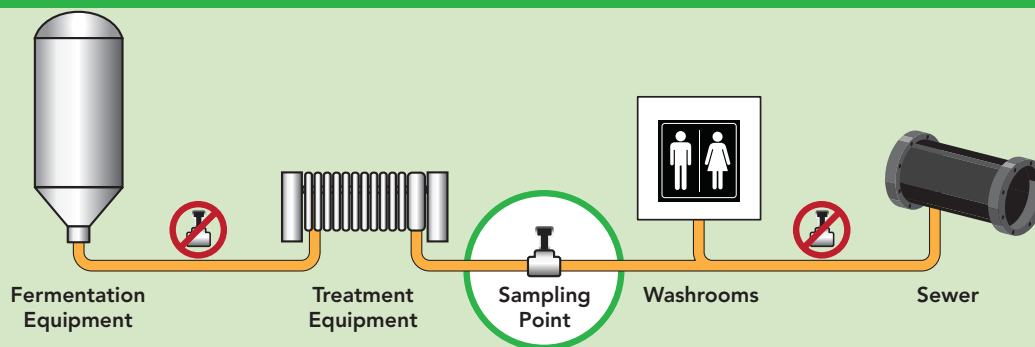 Fermentation
Equipment
Treatment
Equipment
Sampling
Point
Washrooms
Sewer